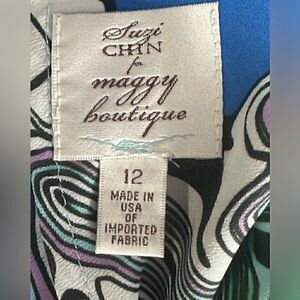 Suzi
CHIN
for
maggy
boutique
12
MADE IN
USA
OF
IMPORTED
FABRIC